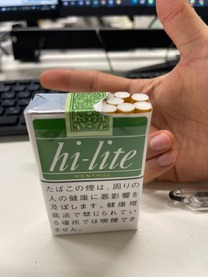 hi-lite
MENTHOL
たばこの煙は、周りの
人の健康に悪影響を
及ぼします。健康増
進法で禁じられてい
る場所では喫煙でき
ません。